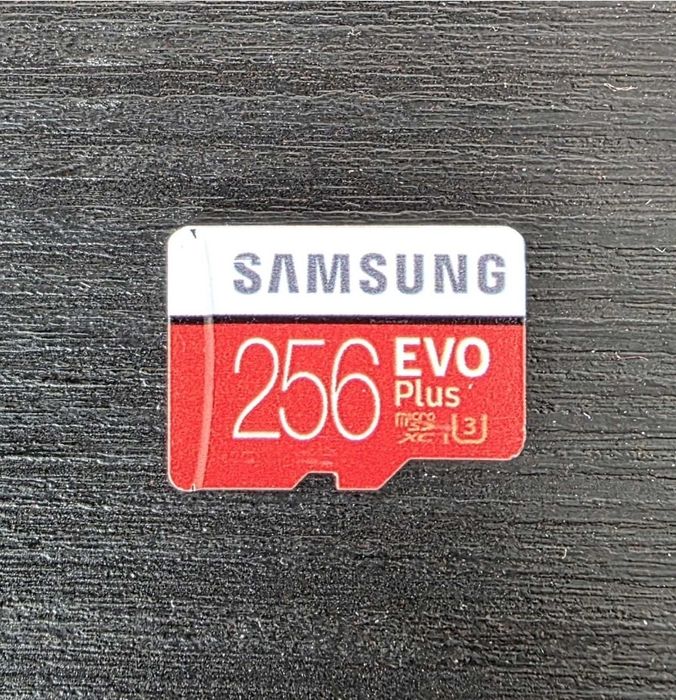 SAMSUNG
256 EVO
Plus
micro
XC I U3